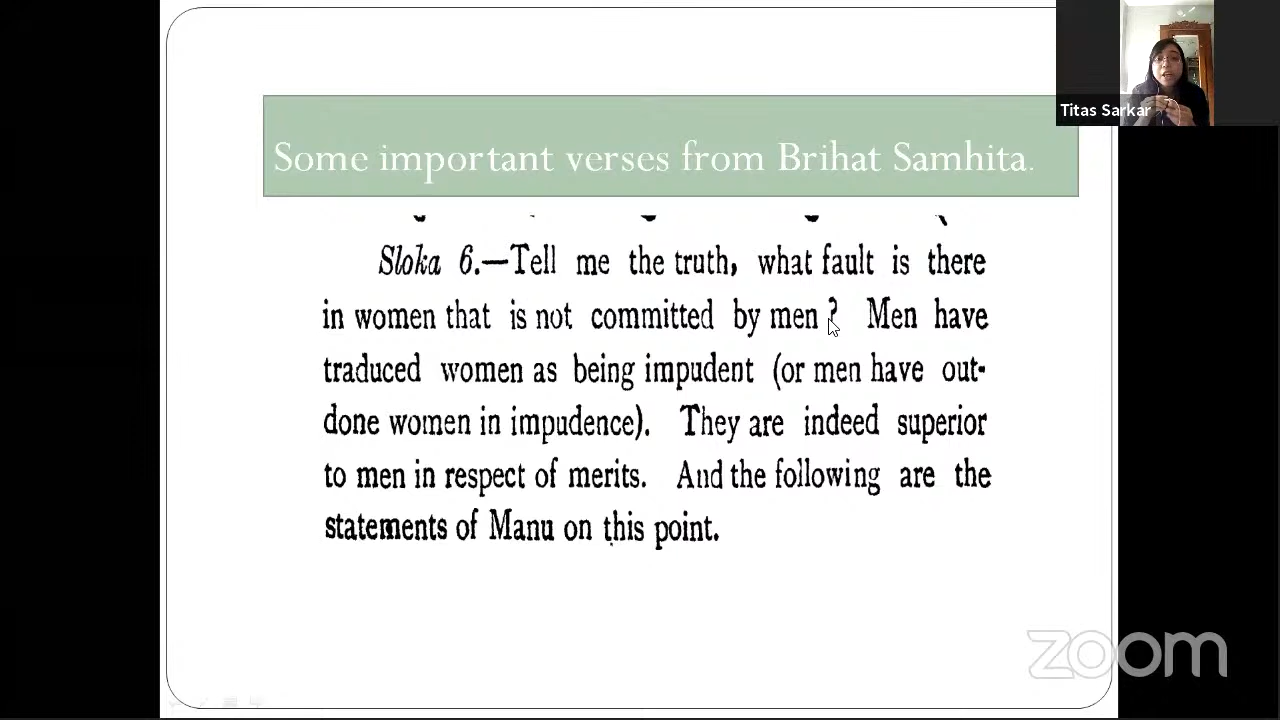 Titas Sarkar
Some important verses from Brihat Samhita.
Sloka 6.—Tell me the truth, what fault is there
in women that is not committed by men? Men have
traduced women as being impudent (or men have out-
done women in impudence). They are indeed superior
to men in respect of merits. And the following are the
statements of Manu on this point.
zoom